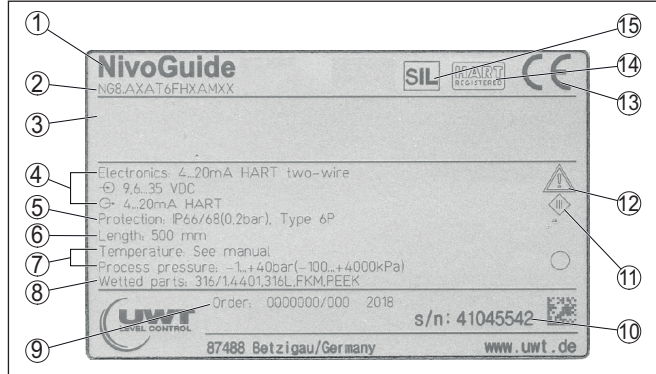 1
2
3
4
5
6
7
8
9
10
11
12
13
14
15
NivoGuide
NG8.AXAT6FHXAMXX
SIL
HART
REGISTERED
CE
Electronics: 4...20mA HART two-wire
9,6...35 VDC
4...20mA HART
Protection: IP66/68(0.2bar), Type 6P
Length: 500 mm
Temperature: See manual
Process pressure: -1...+40bar(-100...+4000kPa)
Wetted parts: 316/1.4401,316L,FKM,PEEK
Order: 0000000/000 2018
uwt
LEVEL CONTROL
s/n: 41045542
87488 Betzigau/Germany
www.uwt.de